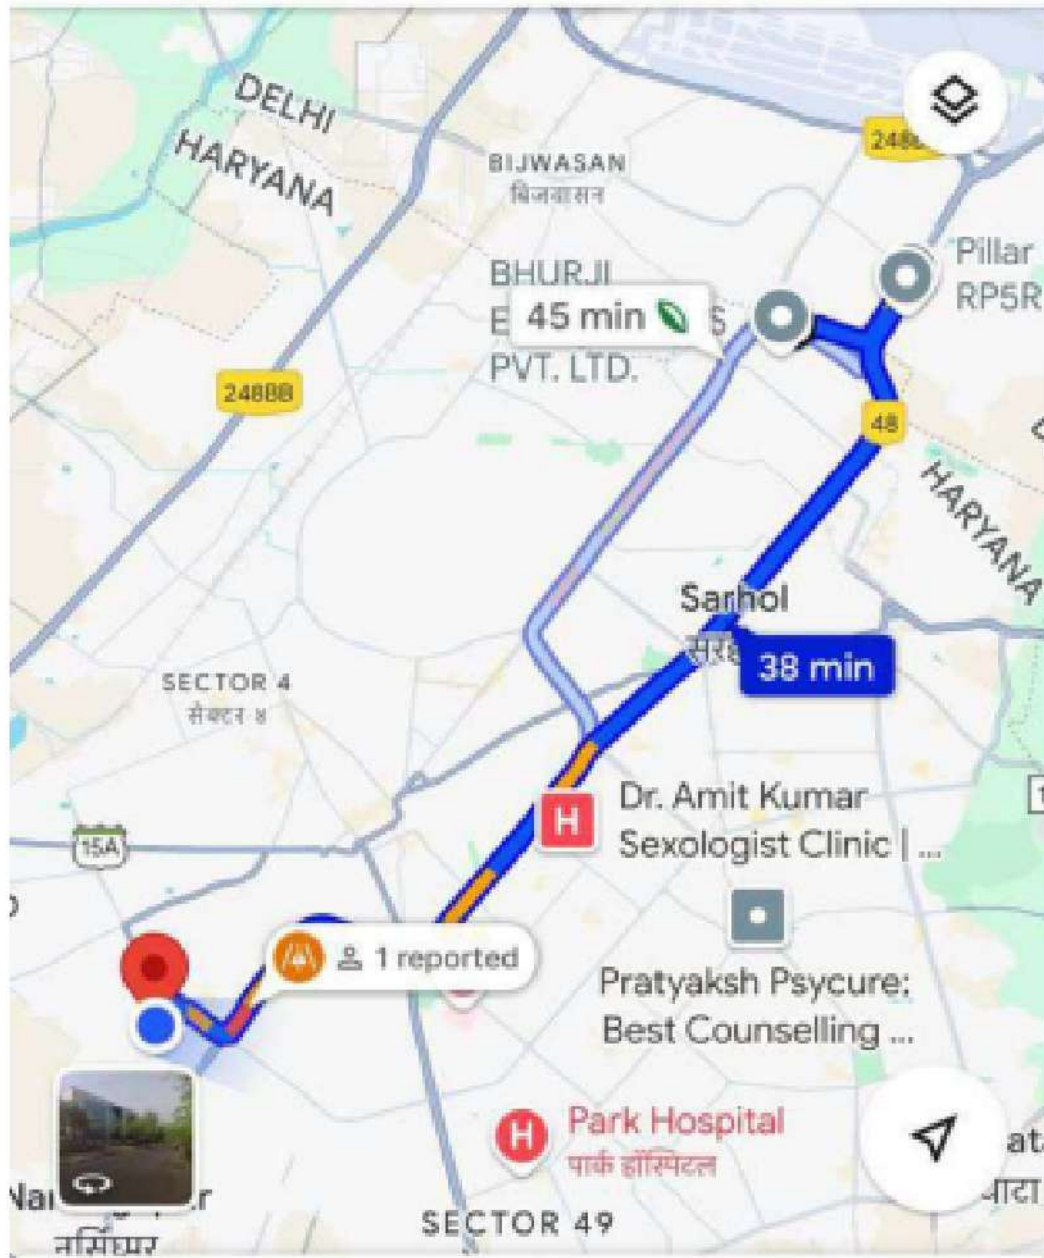 DELHI
HARYANA
BIJWASAN
बिजवासन
248
Pillar
RP5R
BHURJI
45 min
PVT. LTD.
248BB
48
HARYANA
Sarhol
38 min
SECTOR 4
सेक्टर ४
Dr. Amit Kumar
Sexologist Clinic | ...
H
15A
1 reported
Pratyaksh Psycure:
Best Counselling ...
H
Park Hospital
पार्क हॉस्पिटल
SECTOR 49